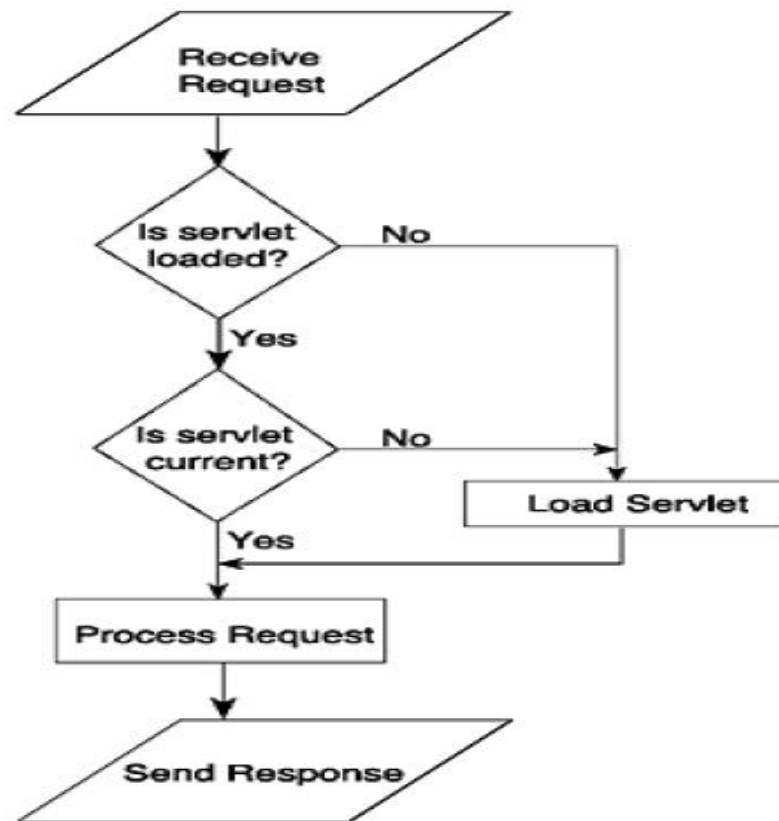 Receive
Request
Is servlet
loaded?
No
Yes
Is servlet
current?
No
Load Servlet
Yes
Process Request
Send Response